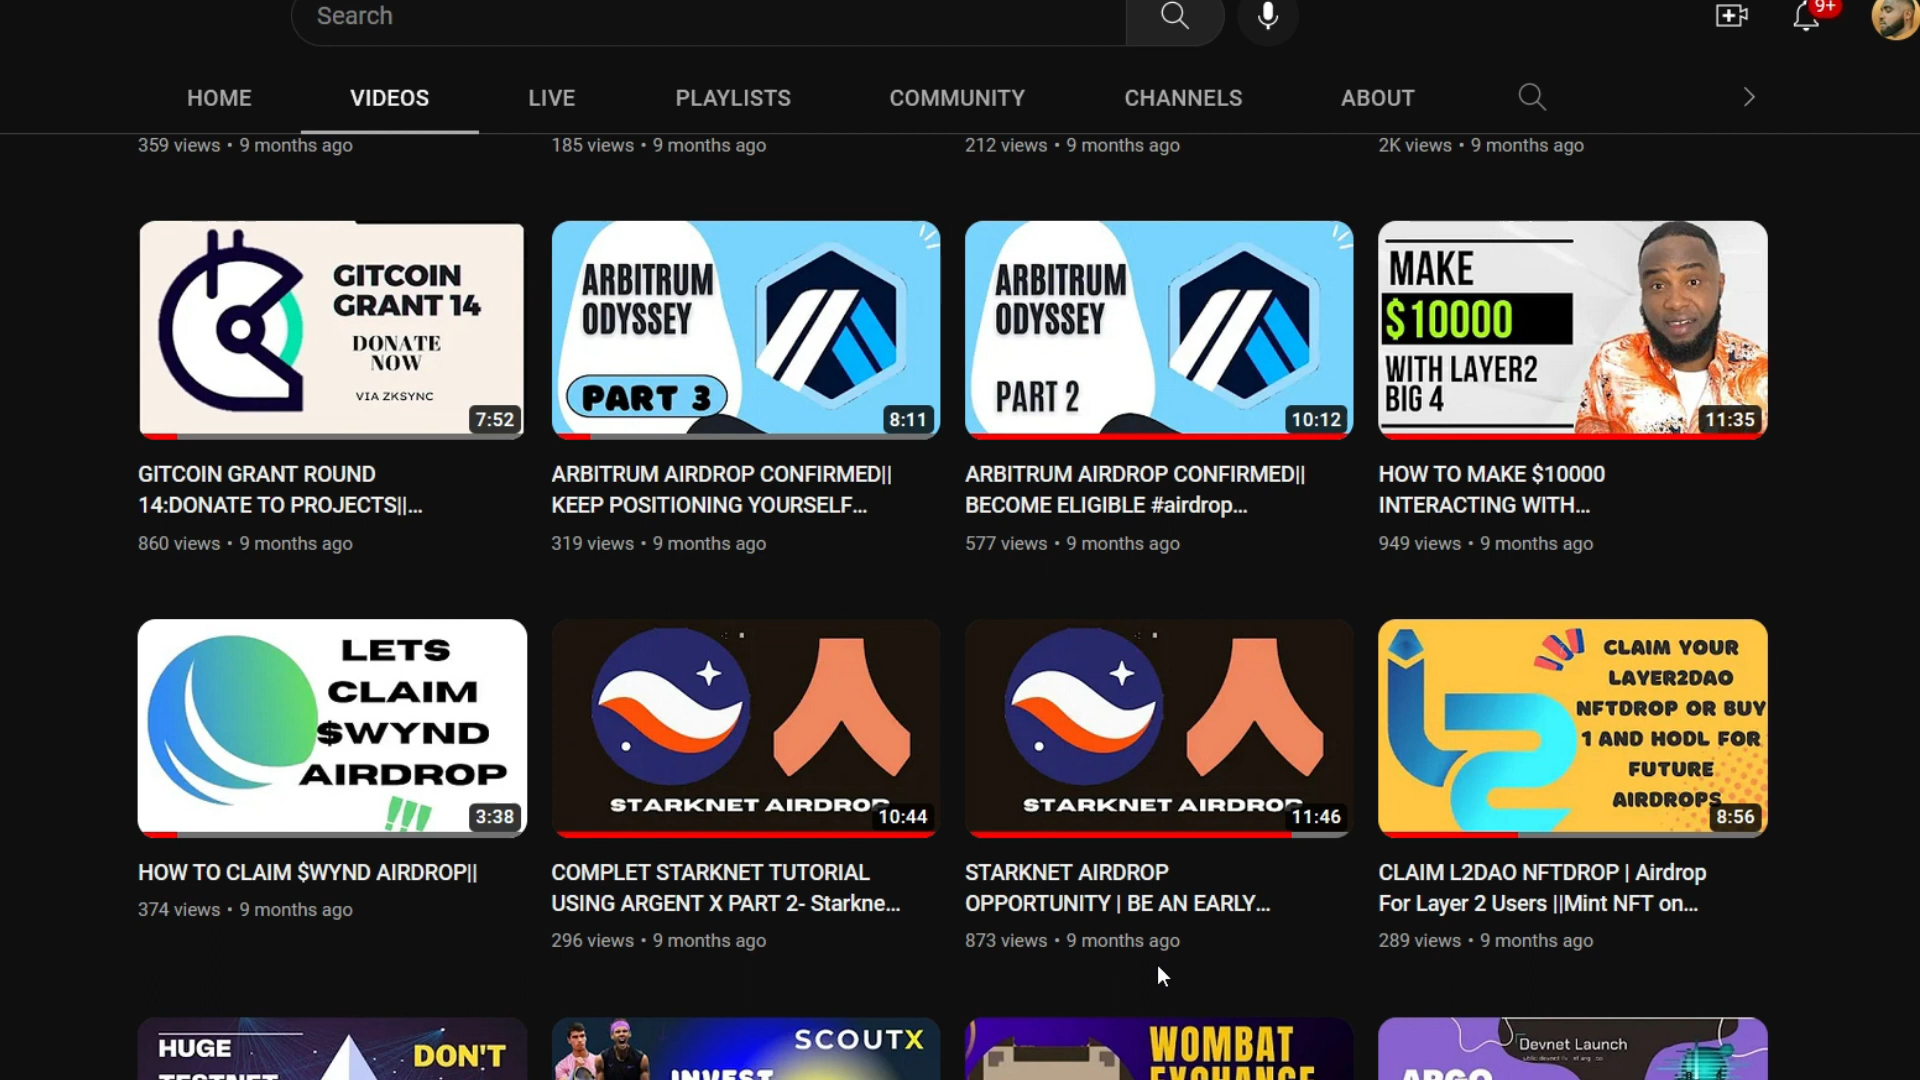 Search
9+
HOME VIDEOS LIVE PLAYLISTS COMMUNITY CHANNELS ABOUT
359 views • 9 months ago
185 views • 9 months ago
212 views • 9 months ago
2K views • 9 months ago
GITCOIN
GRANT 14
DONATE
NOW
VIA ZKSYNC
7:52
ARBITRUM
ODYSSEY
PART 3
8:11
ARBITRUM
ODYSSEY
PART 2
10:12
MAKE
$10000
WITH LAYER2
BIG 4
11:35
GITCOIN GRANT ROUND
14:DONATE TO PROJECTS||...
860 views • 9 months ago
ARBITRUM AIRDROP CONFIRMED||
KEEP POSITIONING YOURSELF...
319 views • 9 months ago
ARBITRUM AIRDROP CONFIRMED||
BECOME ELIGIBLE #airdrop...
577 views • 9 months ago
HOW TO MAKE $10000
INTERACTING WITH...
949 views • 9 months ago
LETS
CLAIM
$WYND
AIRDROP
!!!
3:38
STARKNET AIRDROP
10:44
STARKNET AIRDROP
11:46
L2
CLAIM YOUR
LAYER2DAO
NFTDROP OR BUY
1 AND HODL FOR
FUTURE
AIRDROPS
8:56
HOW TO CLAIM $WYND AIRDROP||
374 views • 9 months ago
COMPLET STARKNET TUTORIAL
USING ARGENT X PART 2- Starkne...
296 views • 9 months ago
STARKNET AIRDROP
OPPORTUNITY | BE AN EARLY...
873 views • 9 months ago
CLAIM L2DAO NFTDROP | Airdrop
For Layer 2 Users ||Mint NFT on...
289 views • 9 months ago
HUGE
TESTNET
DON'T
SCOUTX
INVEST
WOMBAT
EXCHANGE
Devnet Launch
ARGO